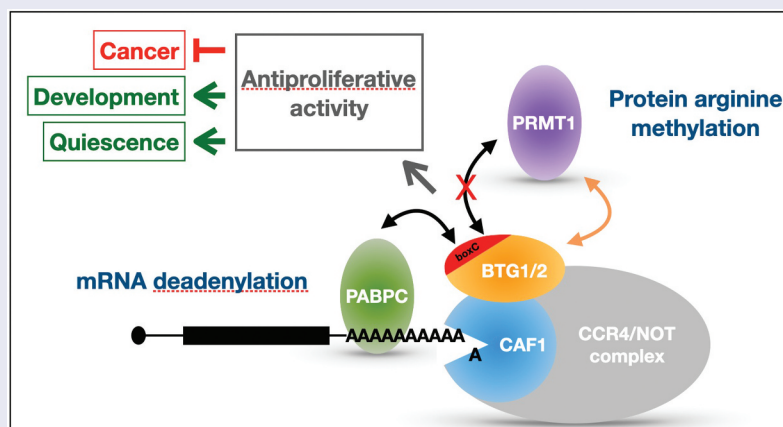 Cancer
Development
Quiescence
Antiproliferative
activity
PRMT1
Protein arginine
methylation
X
boxC
BTG1/2
mRNA deadenylation
PABPC
AAAAAAAAAA
A
CAF1
CCR4/NOT
complex